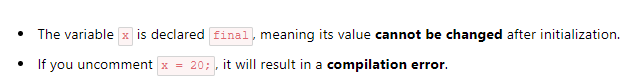 • The variable x is declared final, meaning its value cannot be changed after initialization.
• If you uncomment x = 20;, it will result in a compilation error.